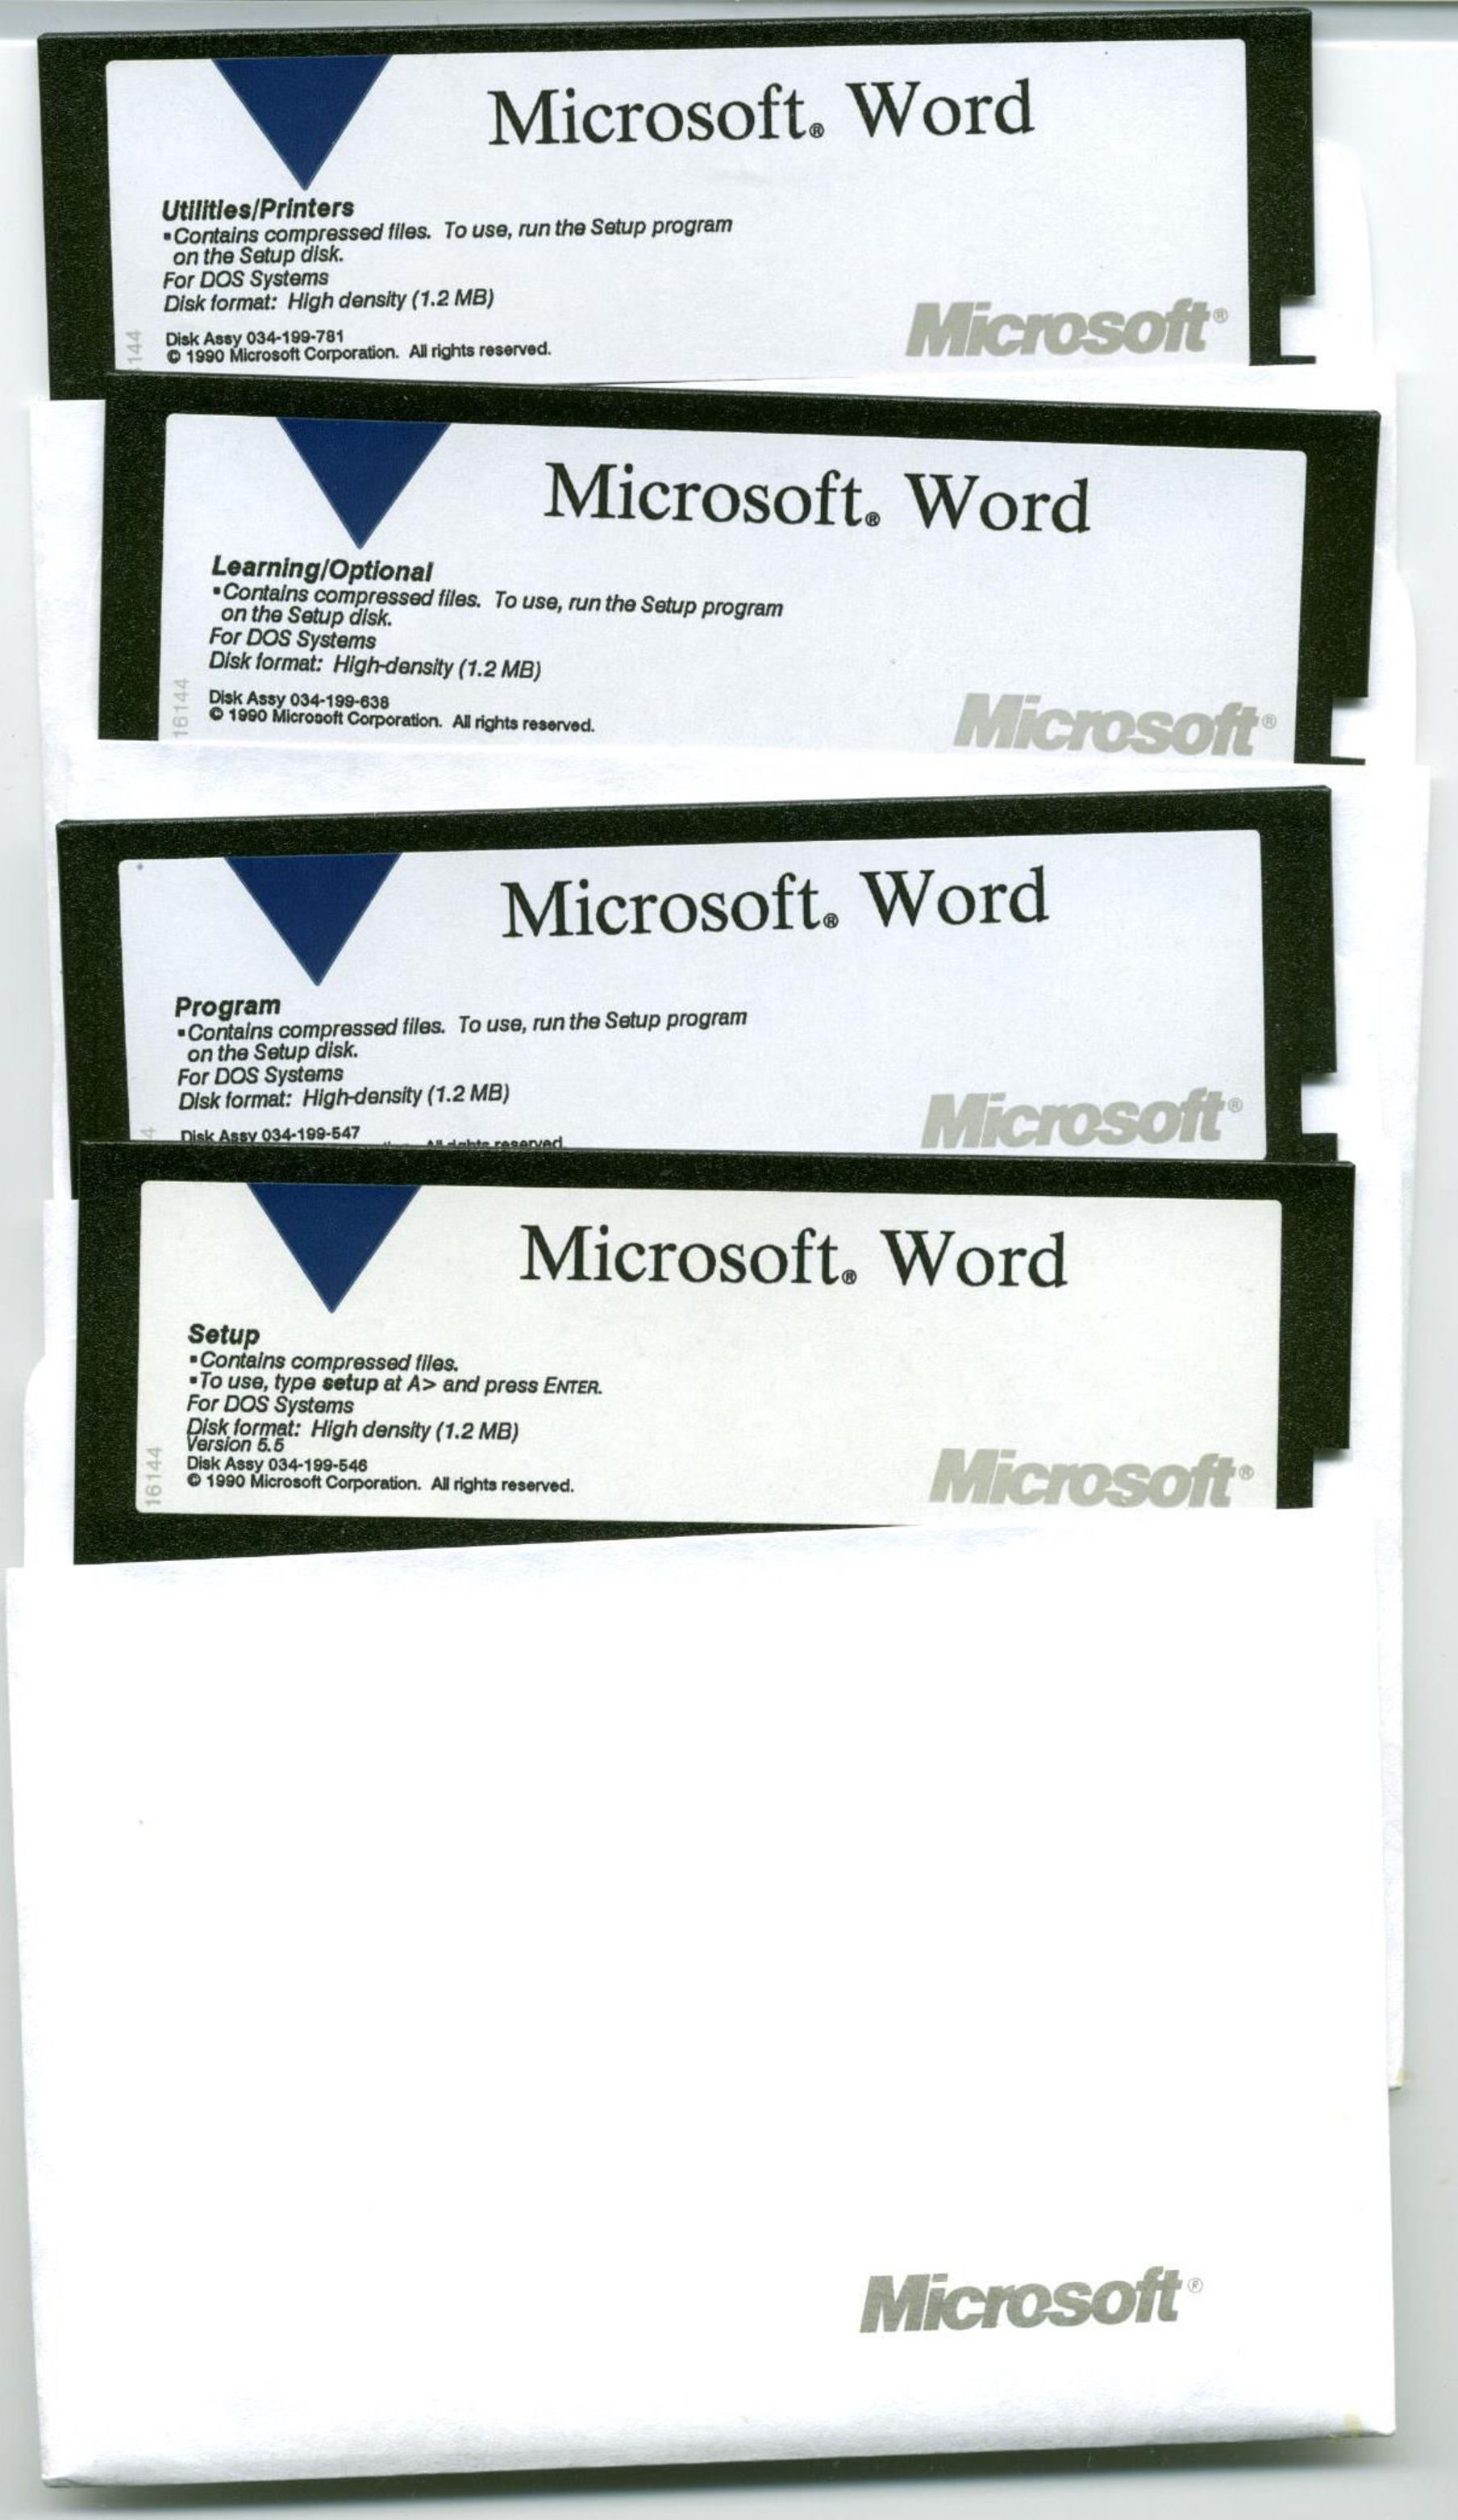 Microsoft® Word
Utilities/Printers
▪Contains compressed files. To use, run the Setup program
on the Setup disk.
For DOS Systems
Disk format: High density (1.2 MB)
Disk Assy 034-199-781
© 1990 Microsoft Corporation. All rights reserved.
144
Microsoft®
Microsoft® Word
Learning/Optional
▪Contains compressed files. To use, run the Setup program
on the Setup disk.
For DOS Systems
Disk format: High-density (1.2 MB)
Disk Assy 034-199-638
© 1990 Microsoft Corporation. All rights reserved.
16144
Microsoft®
Microsoft® Word
Program
▪Contains compressed files. To use, run the Setup program
on the Setup disk.
For DOS Systems
Disk format: High-density (1.2 MB)
Disk Assy 034-199-547
All rights reserved
4
Microsoft®
Microsoft® Word
Setup
▪Contains compressed files.
▪To use, type setup at A> and press ENTER.
For DOS Systems
Disk format: High density (1.2 MB)
Version 5.5
Disk Assy 034-199-546
© 1990 Microsoft Corporation. All rights reserved.
16144
Microsoft®
Microsoft®